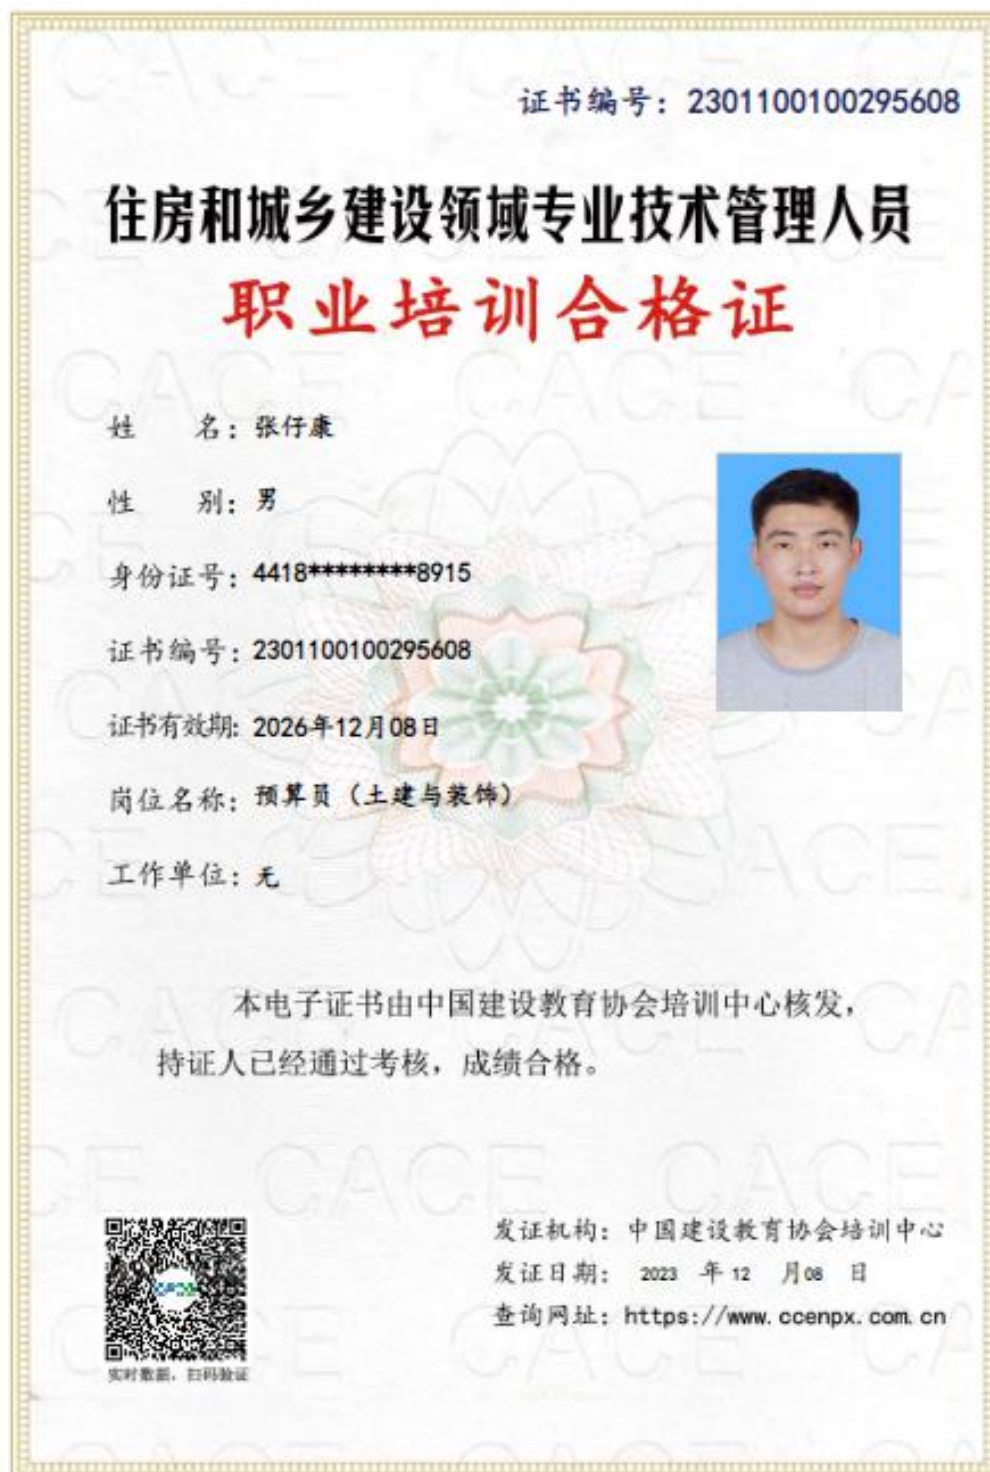 证书编号：2301100100295608
住房和城乡建设领域专业技术管理人员
职业培训合格证
姓 名：张仔康
性 别：男
身份证号：4418********8915
证书编号：2301100100295608
证书有效期：2026年12月08日
岗位名称：预算员（土建与装饰）
工作单位：无
本电子证书由中国建设教育协会培训中心核发，
持证人已经通过考核，成绩合格。
发证机构：中国建设教育协会培训中心
发证日期： 2023 年 12 月 08 日
查询网址：https://www.ccenpx.com.cn
实时数据，扫码验证
CACE